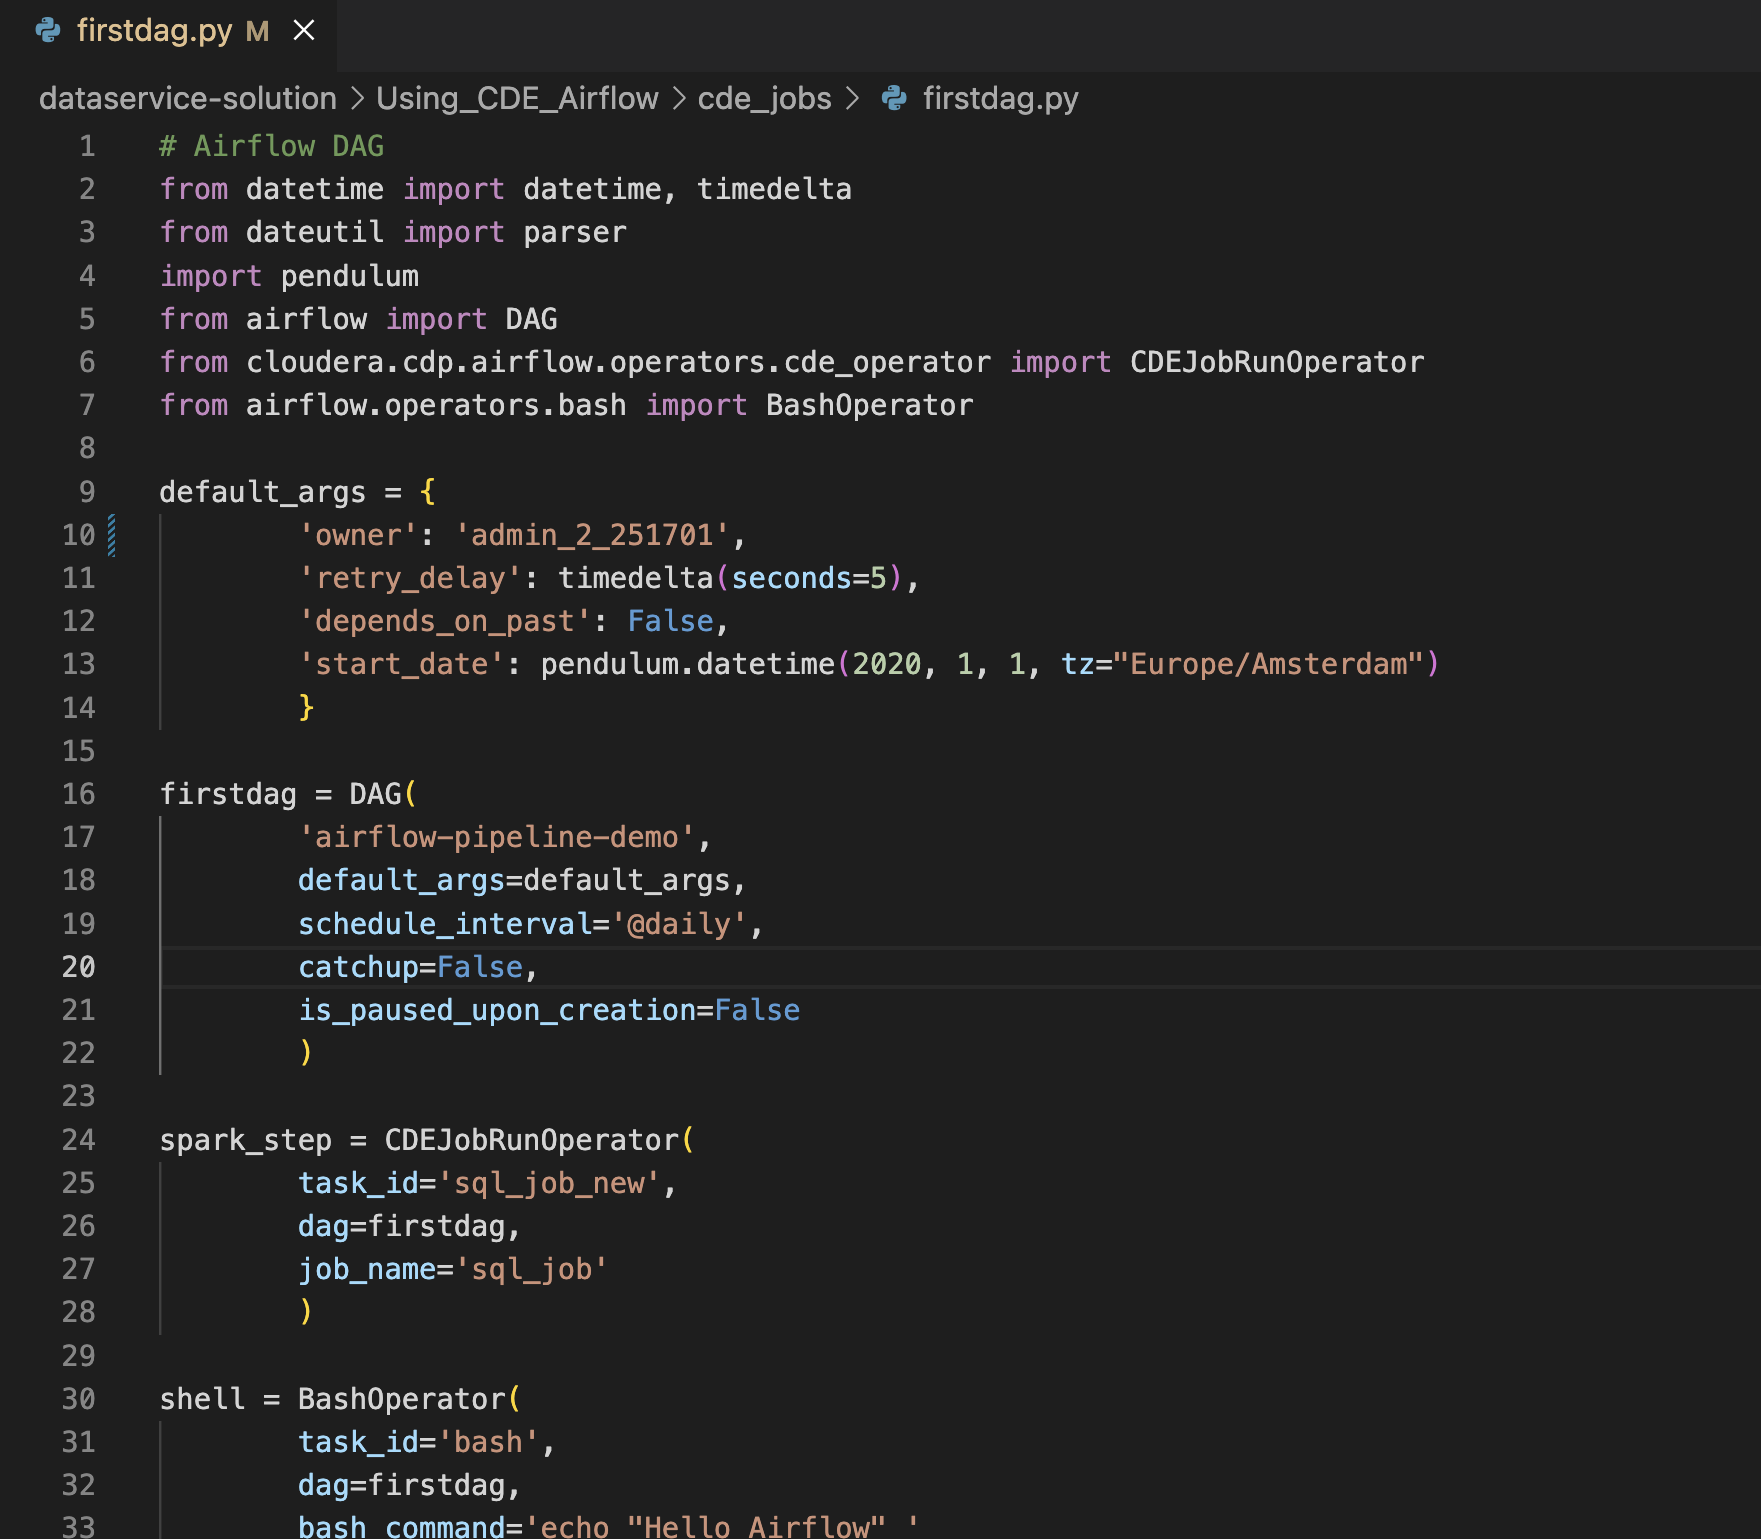 firstdag.py M
dataservice-solution > Using_CDE_Airflow > cde_jobs > firstdag.py
1 # Airflow DAG
2 from datetime import datetime, timedelta
3 from dateutil import parser
4 import pendulum
5 from airflow import DAG
6 from cloudera.cdp.airflow.operators.cde_operator import CDEJobRunOperator
7 from airflow.operators.bash import BashOperator
8
9 default_args = {
10         'owner': 'admin_2_251701',
11         'retry_delay': timedelta(seconds=5),
12         'depends_on_past': False,
13         'start_date': pendulum.datetime(2020, 1, 1, tz="Europe/Amsterdam")
14         }
15
16 firstdag = DAG(
17         'airflow-pipeline-demo',
18         default_args=default_args,
19         schedule_interval='@daily',
20         catchup=False,
21         is_paused_upon_creation=False
22         )
23
24 spark_step = CDEJobRunOperator(
25         task_id='sql_job_new',
26         dag=firstdag,
27         job_name='sql_job'
28         )
29
30 shell = BashOperator(
31         task_id='bash',
32         dag=firstdag,
33         bash_command='echo "Hello Airflow" '